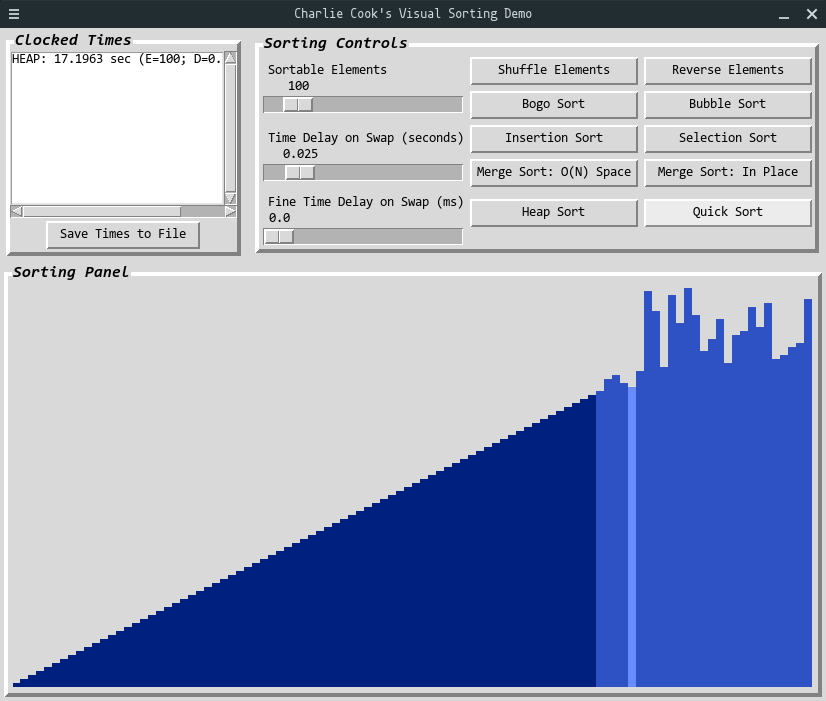 Charlie Cook's Visual Sorting Demo
Clocked Times
HEAP: 17.1963 sec (E=100; D=0.
Save Times to File
Sorting Controls
Sortable Elements
100
Time Delay on Swap (seconds)
0.025
Fine Time Delay on Swap (ms)
0.0
Shuffle Elements
Reverse Elements
Bogo Sort
Bubble Sort
Insertion Sort
Selection Sort
Merge Sort: O(N) Space
Merge Sort: In Place
Heap Sort
Quick Sort
Sorting Panel